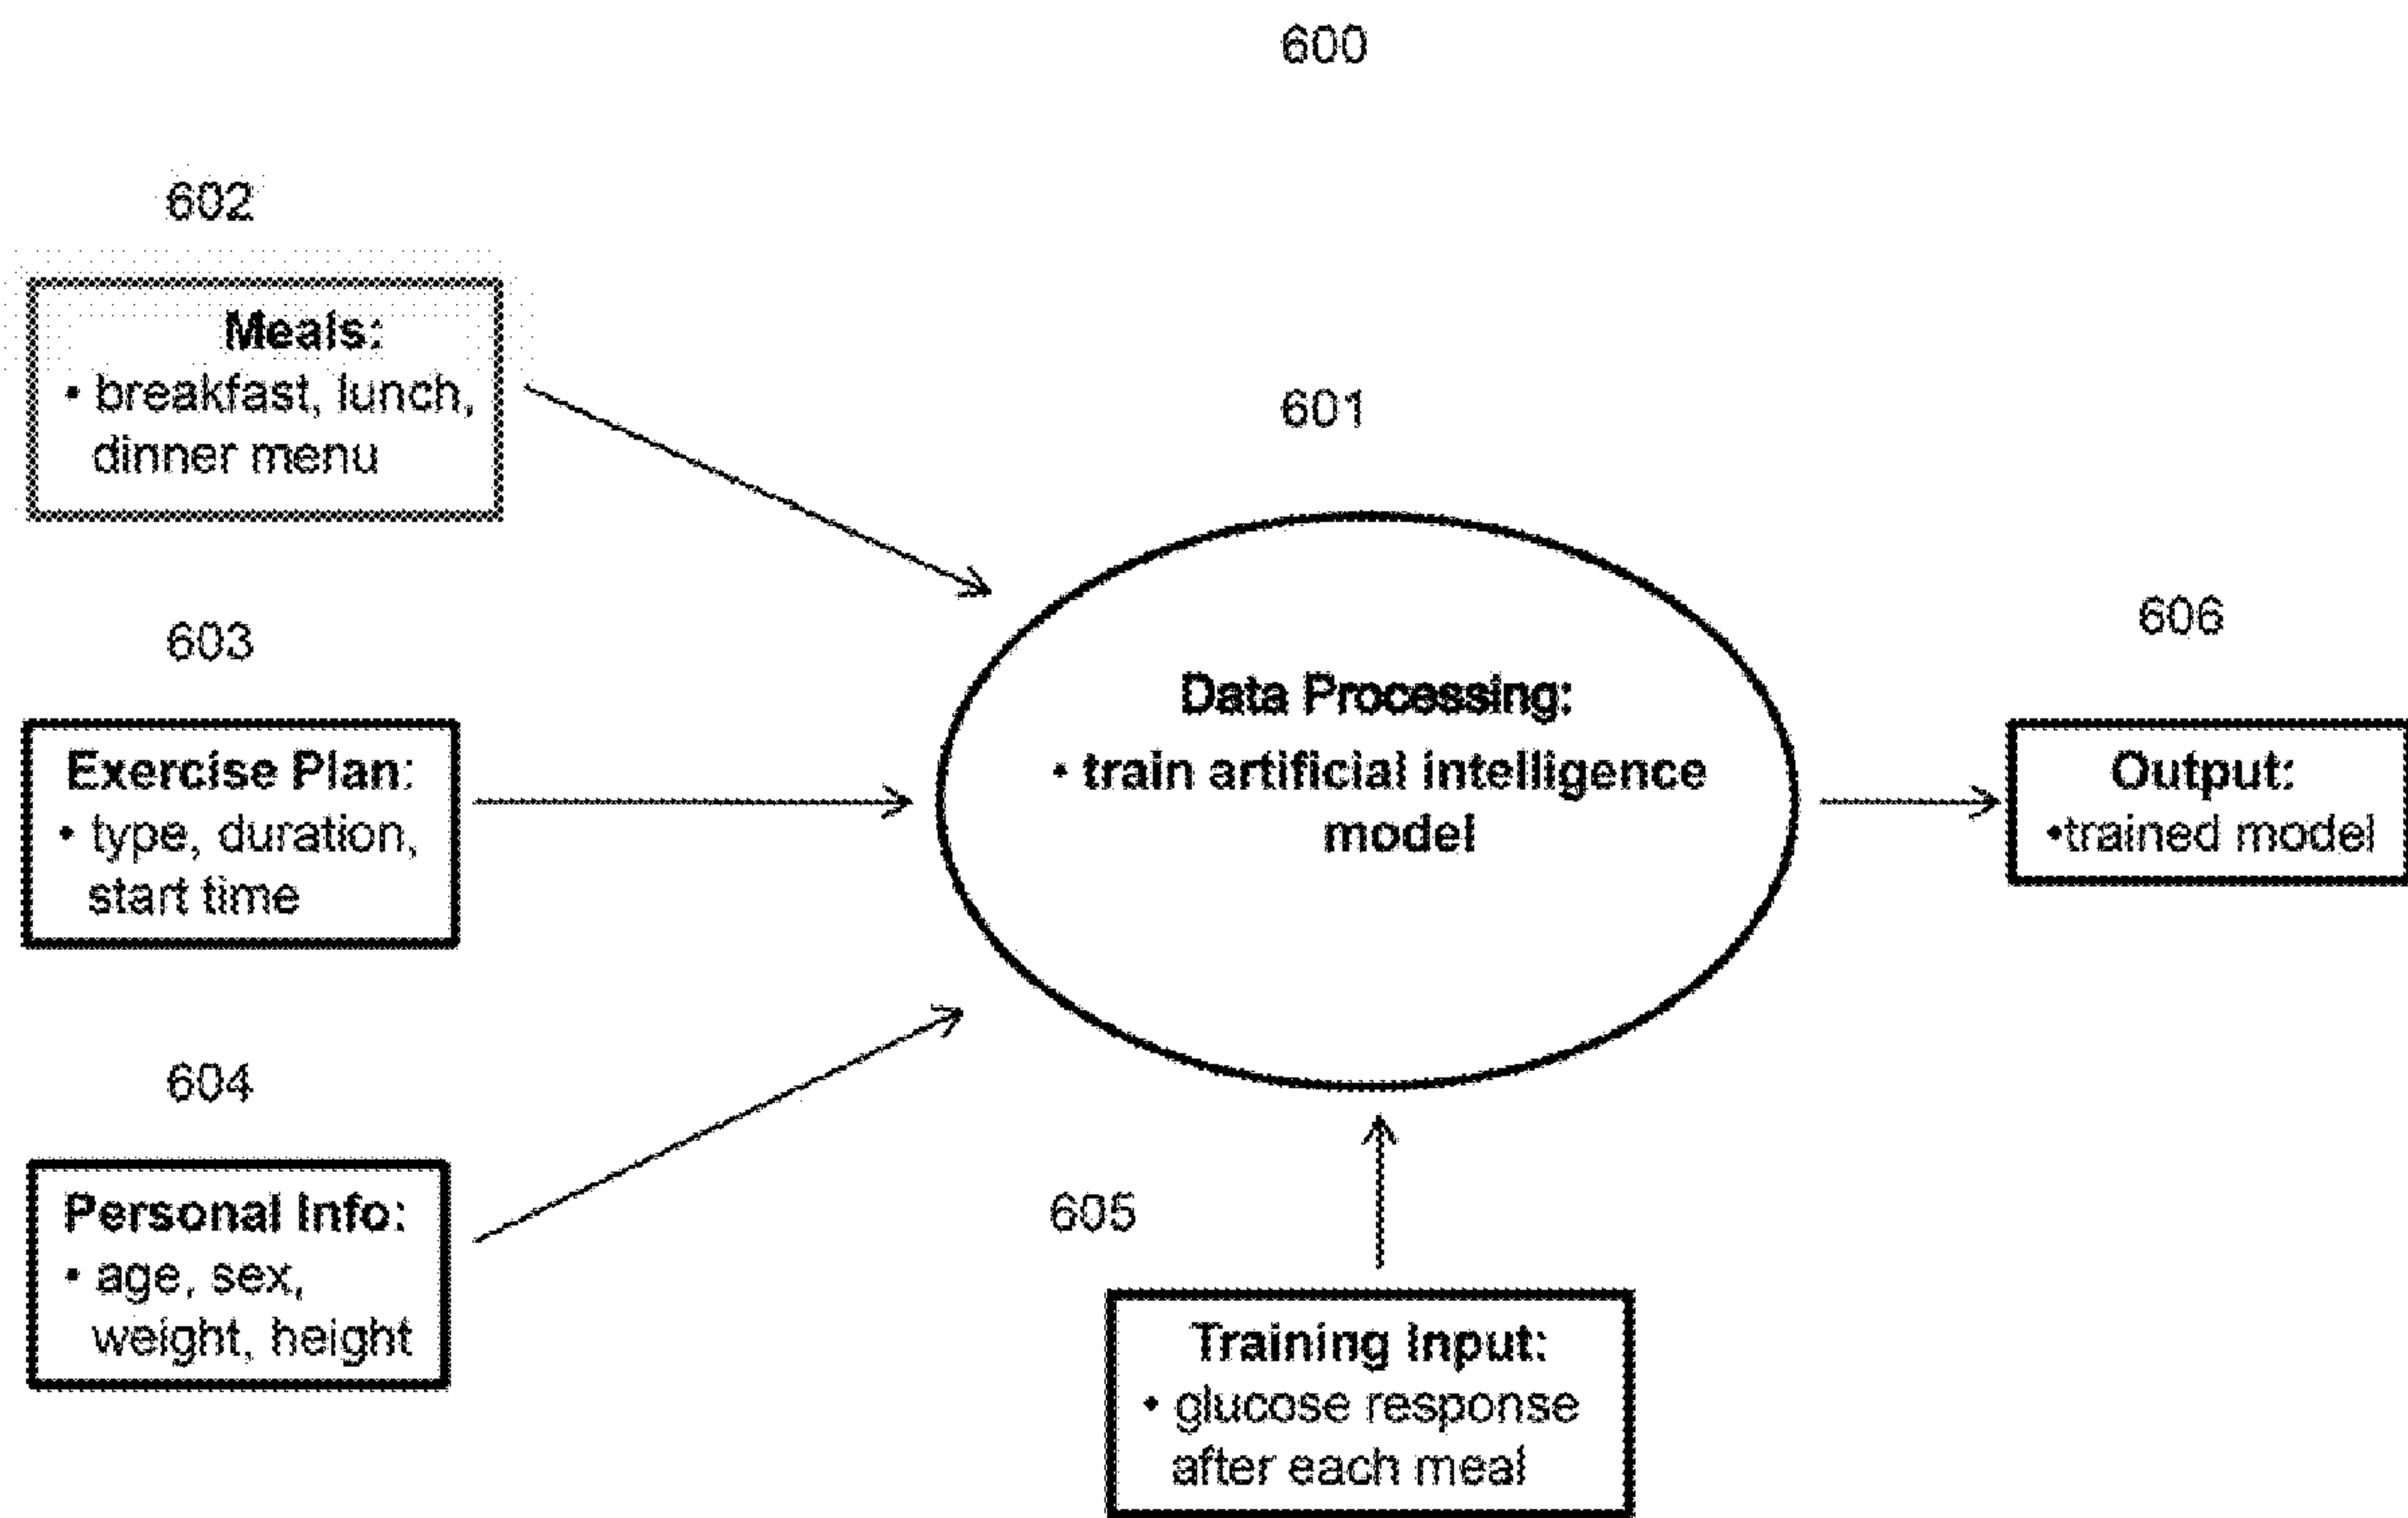 600
602
Meals:
• breakfast, lunch,
dinner menu
601
603
Exercise Plan:
• type, duration,
start time
Data Processing:
• train artificial intelligence
model
606
Output:
•trained model
604
Personal Info:
• age, sex,
weight, height
605
Training Input:
• glucose response
after each meal